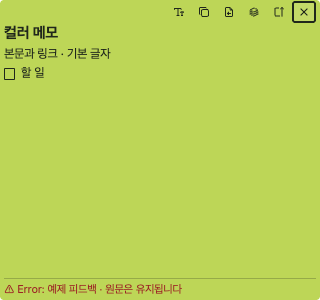 컬러 메모
본문과 링크 · 기본 글자
할 일
Error: 예제 피드백 · 원문은 유지됩니다